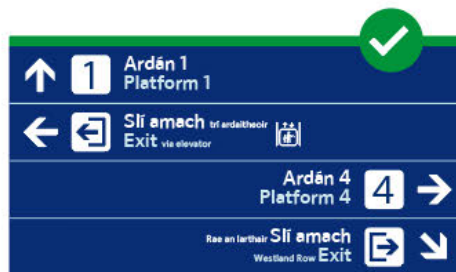 1 Ardán 1
Platform 1
Slí amach trí ardaitheoir
Exit via elevator
Ardán 4 4
Platform 4
Rae an Iarthair Slí amach
Westland Row Exit